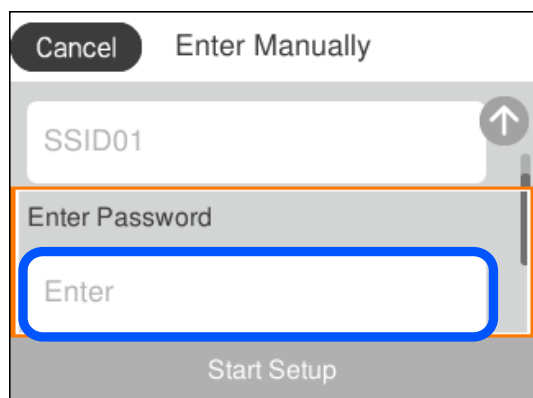 Cancel Enter Manually
SSID01
Enter Password
Enter
Start Setup